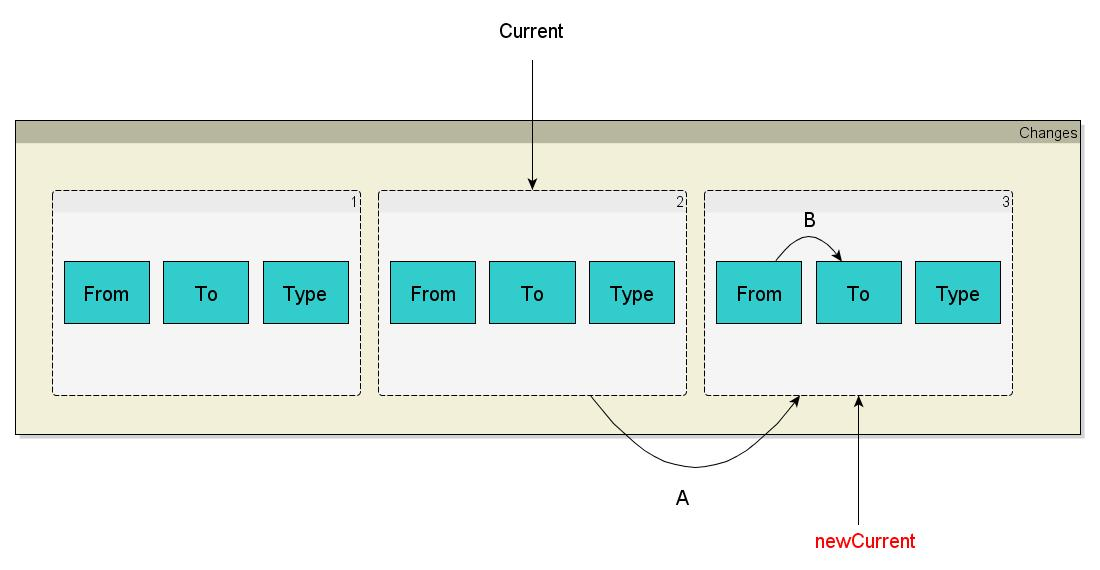 Current
Changes
1
2
3
B
From To Type
From To Type
From To Type
A
newCurrent